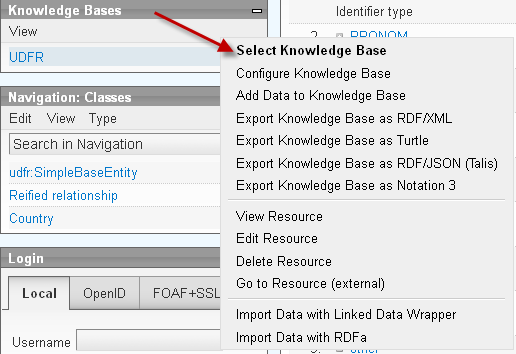 Knowledge Bases
View
UDFR
Navigation: Classes
Edit View Type
Search in Navigation
udfr:SimpleBaseEntity
Reified relationship
Country
Login
Local OpenID FOAF+SSL
Username
Identifier type
2. PRONOM
Select Knowledge Base
Configure Knowledge Base
Add Data to Knowledge Base
Export Knowledge Base as RDF/XML
Export Knowledge Base as Turtle
Export Knowledge Base as RDF/JSON (Talis)
Export Knowledge Base as Notation 3
View Resource
Edit Resource
Delete Resource
Go to Resource (external)
Import Data with Linked Data Wrapper
Import Data with RDFa